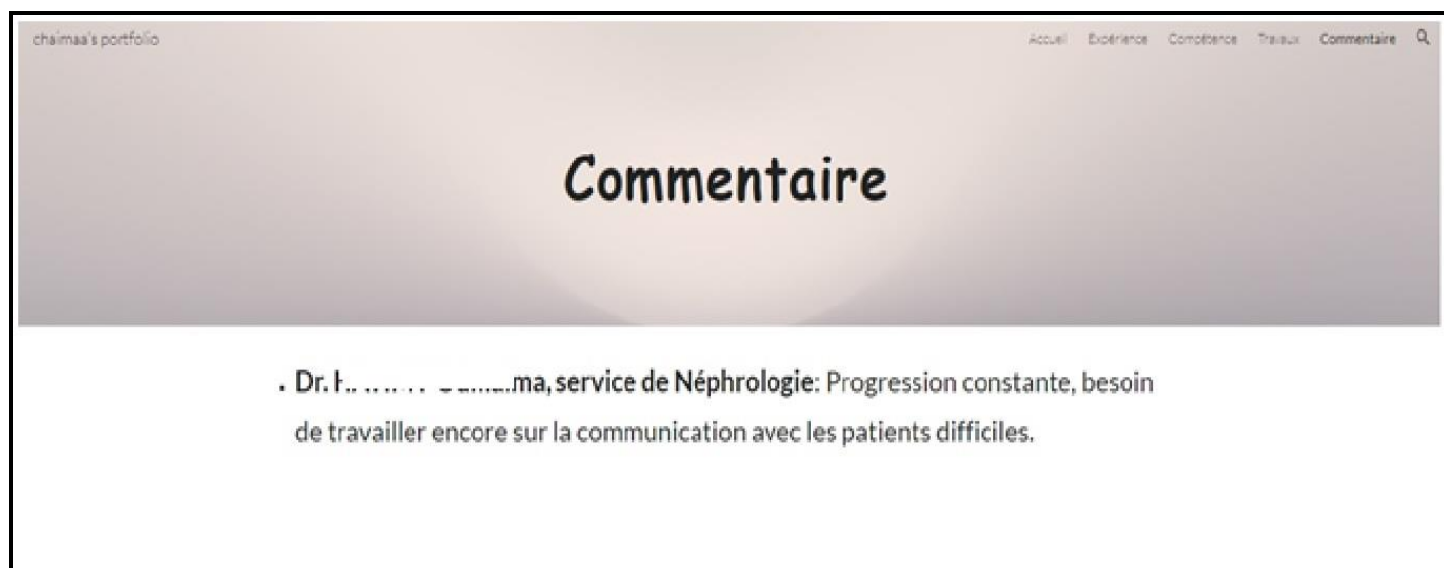 chaimaa's portfolio
Accueil Expérience Compétence Travaux Commentaire
Commentaire
. Dr. service de Néphrologie: Progression constante, besoin
de travailler encore sur la communication avec les patients difficiles.